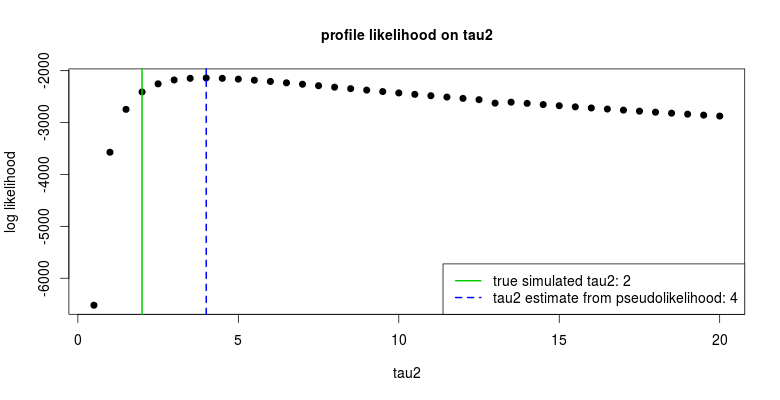 profile likelihood on tau2
log likelihood
-2000
-3000
-4000
-5000
-6000
true simulated tau2: 2
tau2 estimate from pseudolikelihood: 4
0
5
10
15
20
tau2